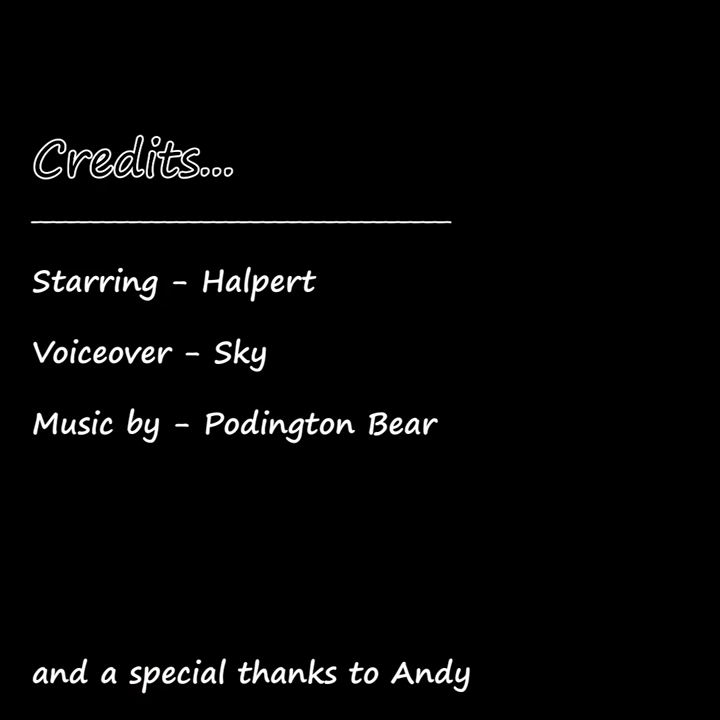 Credits...
Starring - Halpert
Voiceover - Sky
Music by - Podington Bear
and a special thanks to Andy